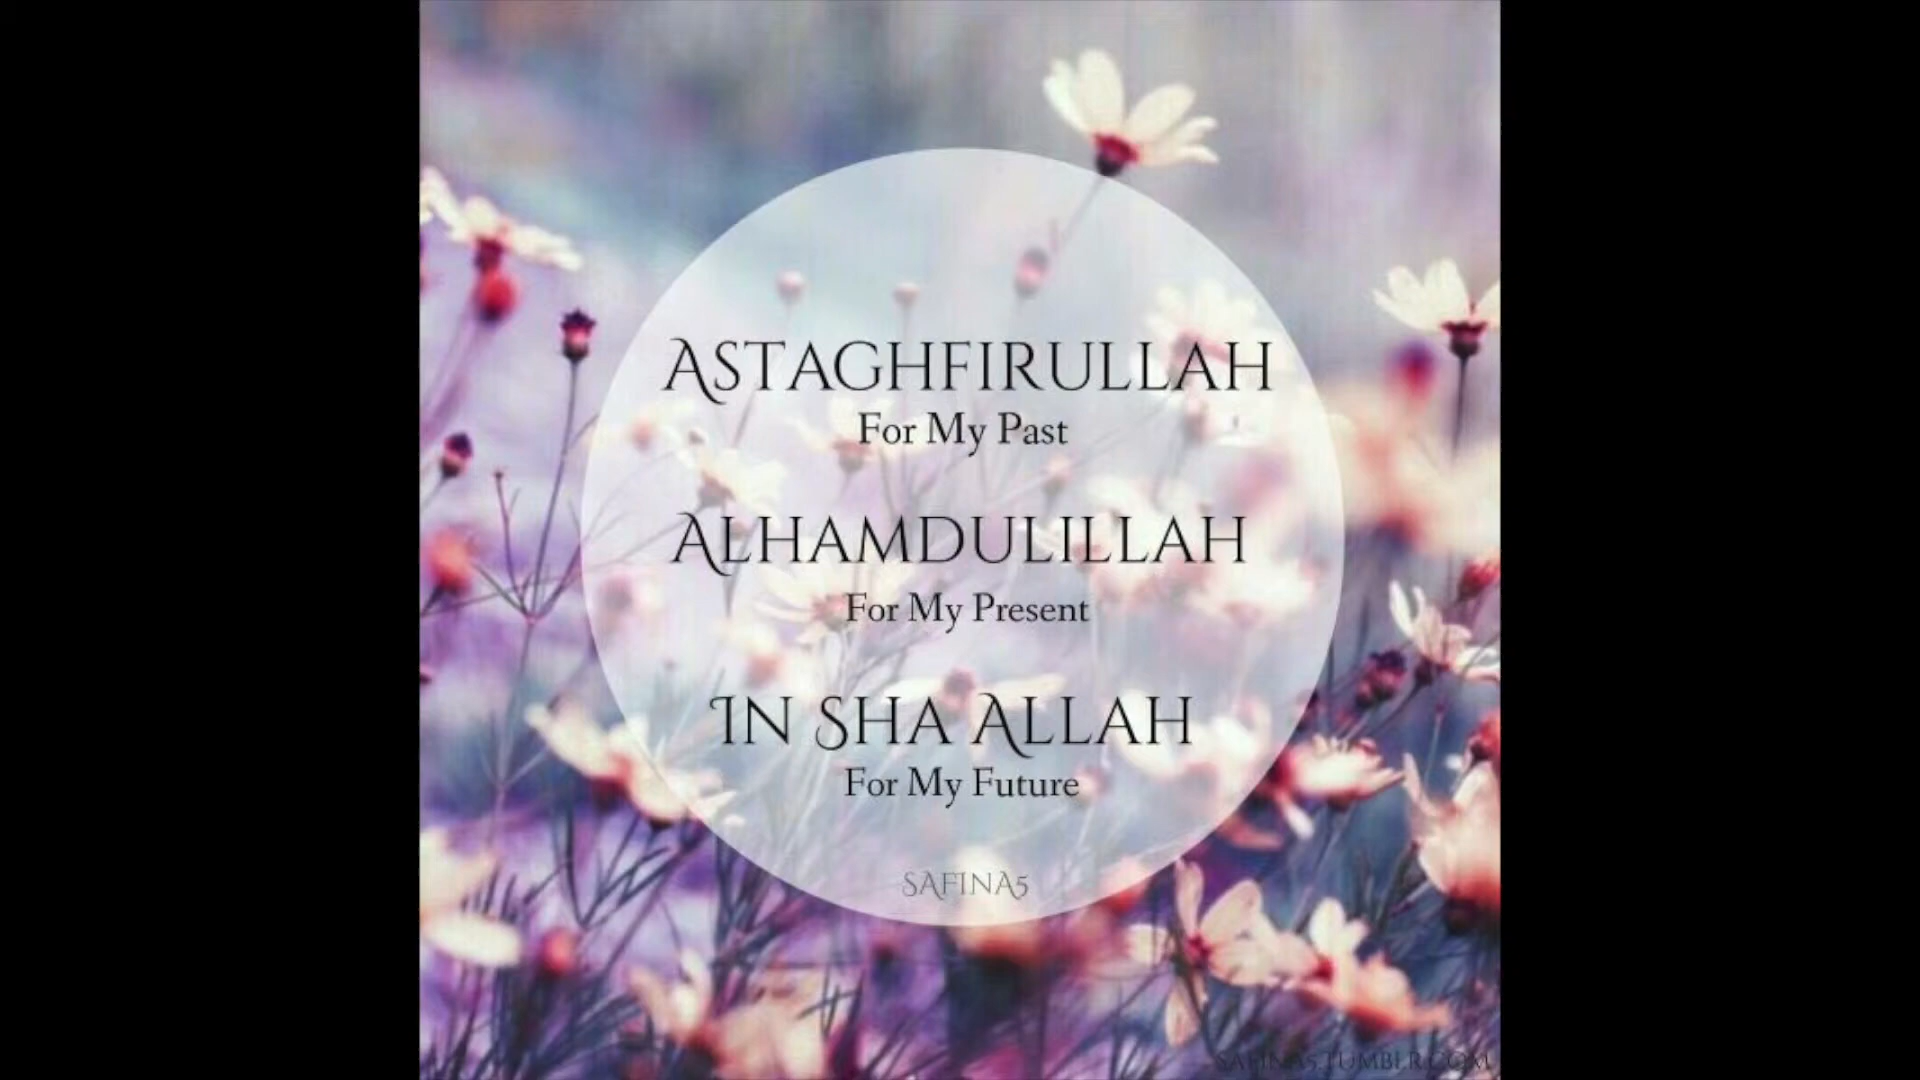 Astaghfirullah
For My Past
Alhamdulillah
For My Present
In Sha Allah
For My Future
SAFINA5
SAFINA5.TUMBLR.COM